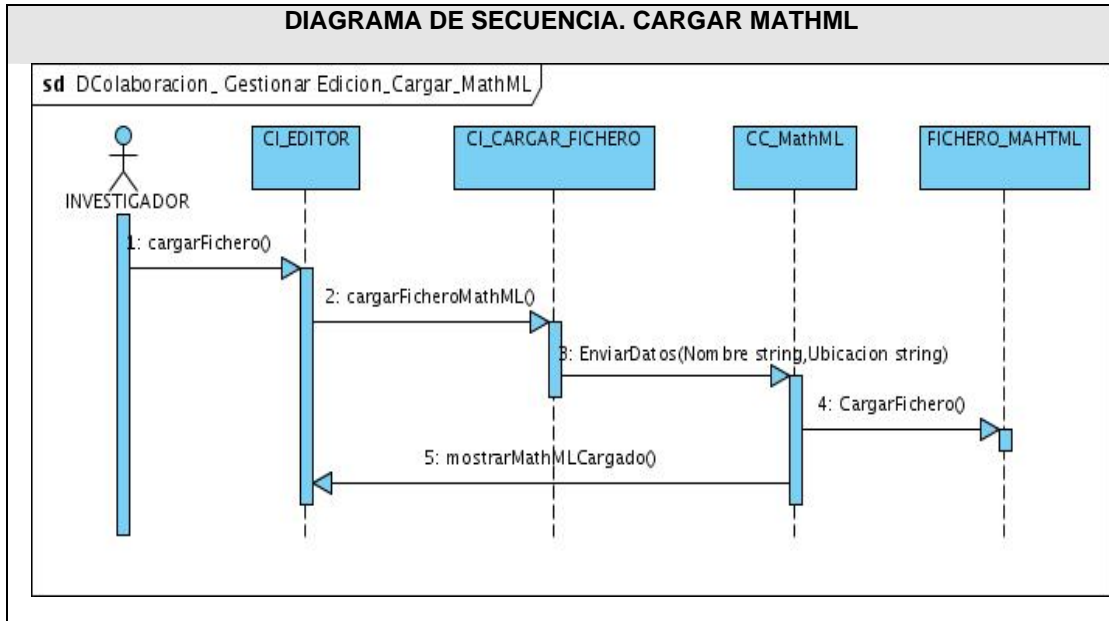 DIAGRAMA DE SECUENCIA. CARGAR MATHML
sd DColaboracion_ Gestionar Edicion_Cargar_MathML
CI_EDITOR
CI_CARGAR_FICHERO
CC_MathML
FICHERO_MAHTML
INVESTIGADOR
1: cargarFichero()
2: cargarFicheroMathML()
3: EnviarDatos(Nombre string,Ubicacion string)
4: CargarFichero()
5: mostrarMathMLCargado()